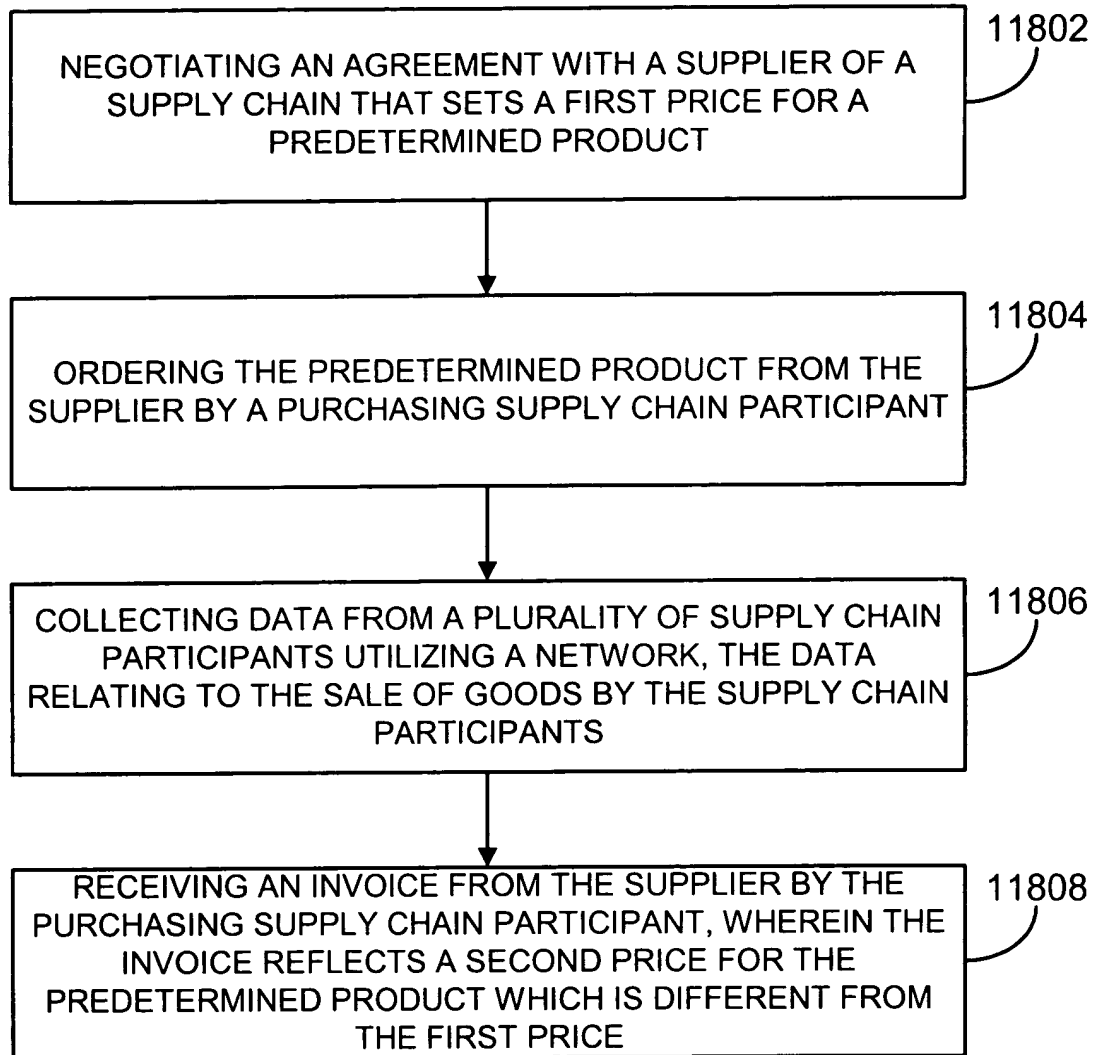 11802
NEGOTIATING AN AGREEMENT WITH A SUPPLIER OF A
SUPPLY CHAIN THAT SETS A FIRST PRICE FOR A
PREDETERMINED PRODUCT
11804
ORDERING THE PREDETERMINED PRODUCT FROM THE
SUPPLIER BY A PURCHASING SUPPLY CHAIN PARTICIPANT
11806
COLLECTING DATA FROM A PLURALITY OF SUPPLY CHAIN
PARTICIPANTS UTILIZING A NETWORK, THE DATA
RELATING TO THE SALE OF GOODS BY THE SUPPLY CHAIN
PARTICIPANTS
11808
RECEIVING AN INVOICE FROM THE SUPPLIER BY THE
PURCHASING SUPPLY CHAIN PARTICIPANT, WHEREIN THE
INVOICE REFLECTS A SECOND PRICE FOR THE
PREDETERMINED PRODUCT WHICH IS DIFFERENT FROM
THE FIRST PRICE